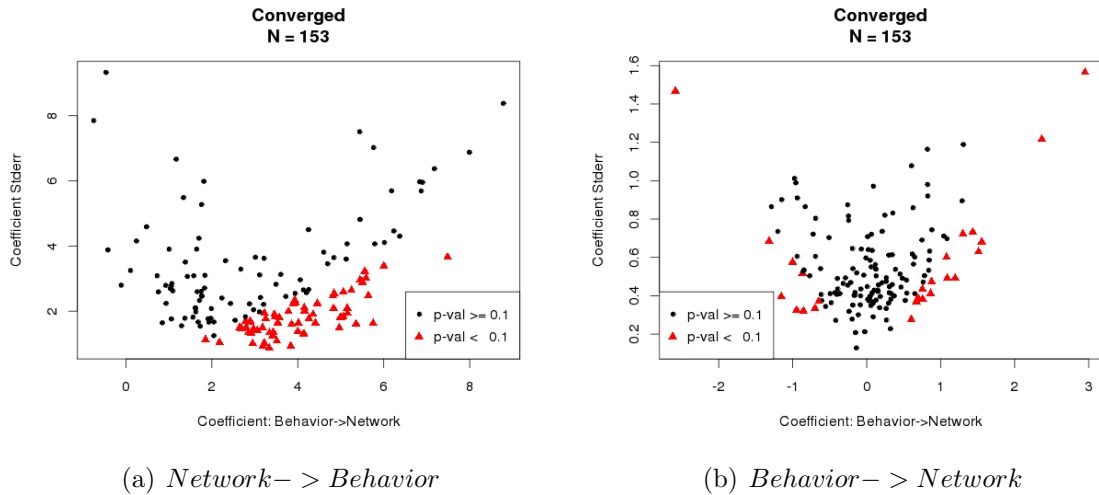 Converged
N = 153
Coefficient Stderr
8
6
4
2
0
2
4
6
8
p-val >= 0.1
p-val < 0.1
Coefficient: Behavior->Network
(a) Network- > Behavior
Converged
N = 153
Coefficient Stderr
1.6
1.4
1.2
1.0
0.8
0.6
0.4
0.2
-2
-1
0
1
2
3
p-val >= 0.1
p-val < 0.1
Coefficient: Behavior->Network
(b) Behavior- > Network